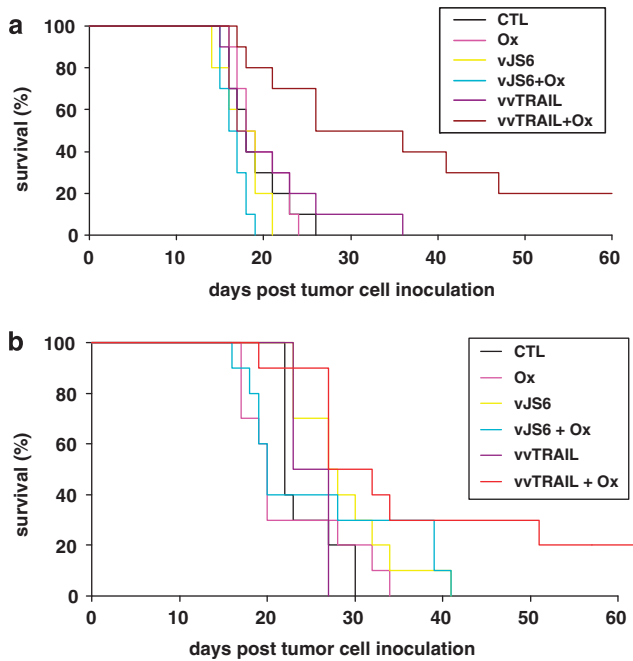 a
100
80
60
40
20
0
survival (%)
CTL
Ox
vJS6
vJS6+Ox
vvTRAIL
vvTRAIL+Ox
0 10 20 30 40 50 60
days post tumor cell inoculation
b
100
80
60
40
20
0
survival (%)
CTL
Ox
vJS6
vJS6 + Ox
vvTRAIL
vvTRAIL + Ox
0 10 20 30 40 50 60
days post tumor cell inoculation